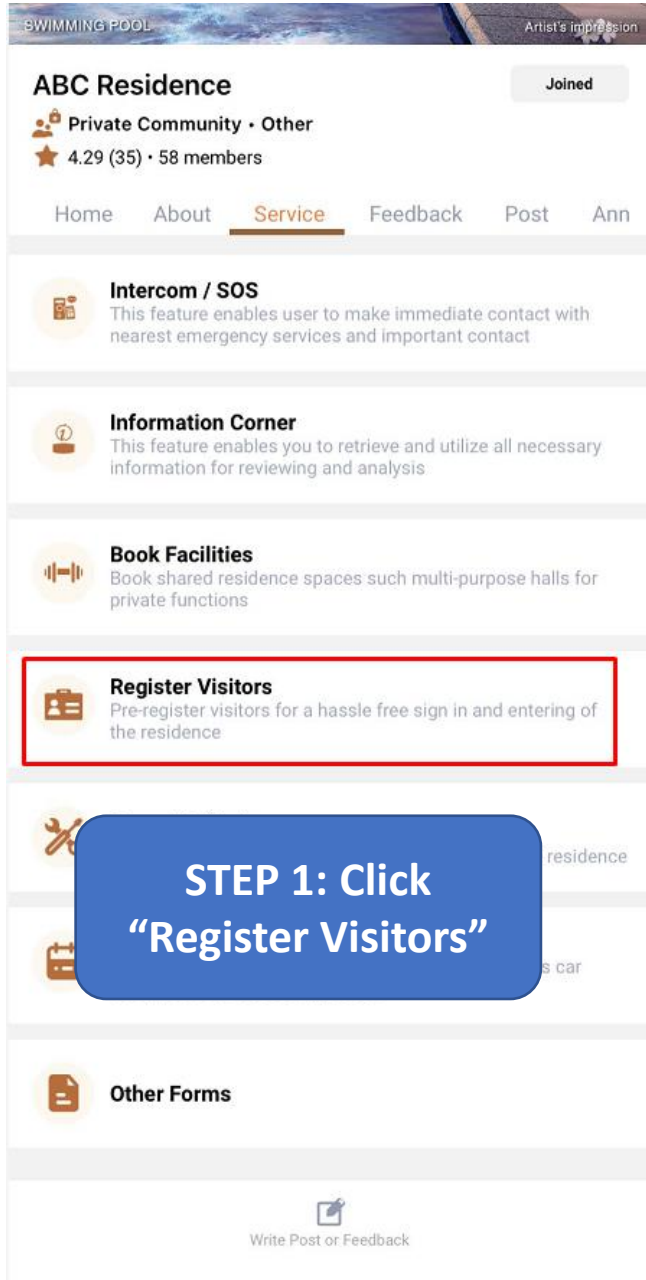 SWIMMING POOL
Artist's impression
ABC Residence
Joined
Private Community • Other
4.29 (35) • 58 members
Home About Service Feedback Post Ann
Intercom / SOS
This feature enables user to make immediate contact with
nearest emergency services and important contact
Information Corner
This feature enables you to retrieve and utilize all necessary
information for reviewing and analysis
Book Facilities
Book shared residence spaces such multi-purpose halls for
private functions
Register Visitors
Pre-register visitors for a hassle free sign in and entering of
the residence
residence
STEP 1: Click
“Register Visitors”
s car
Other Forms
Write Post or Feedback